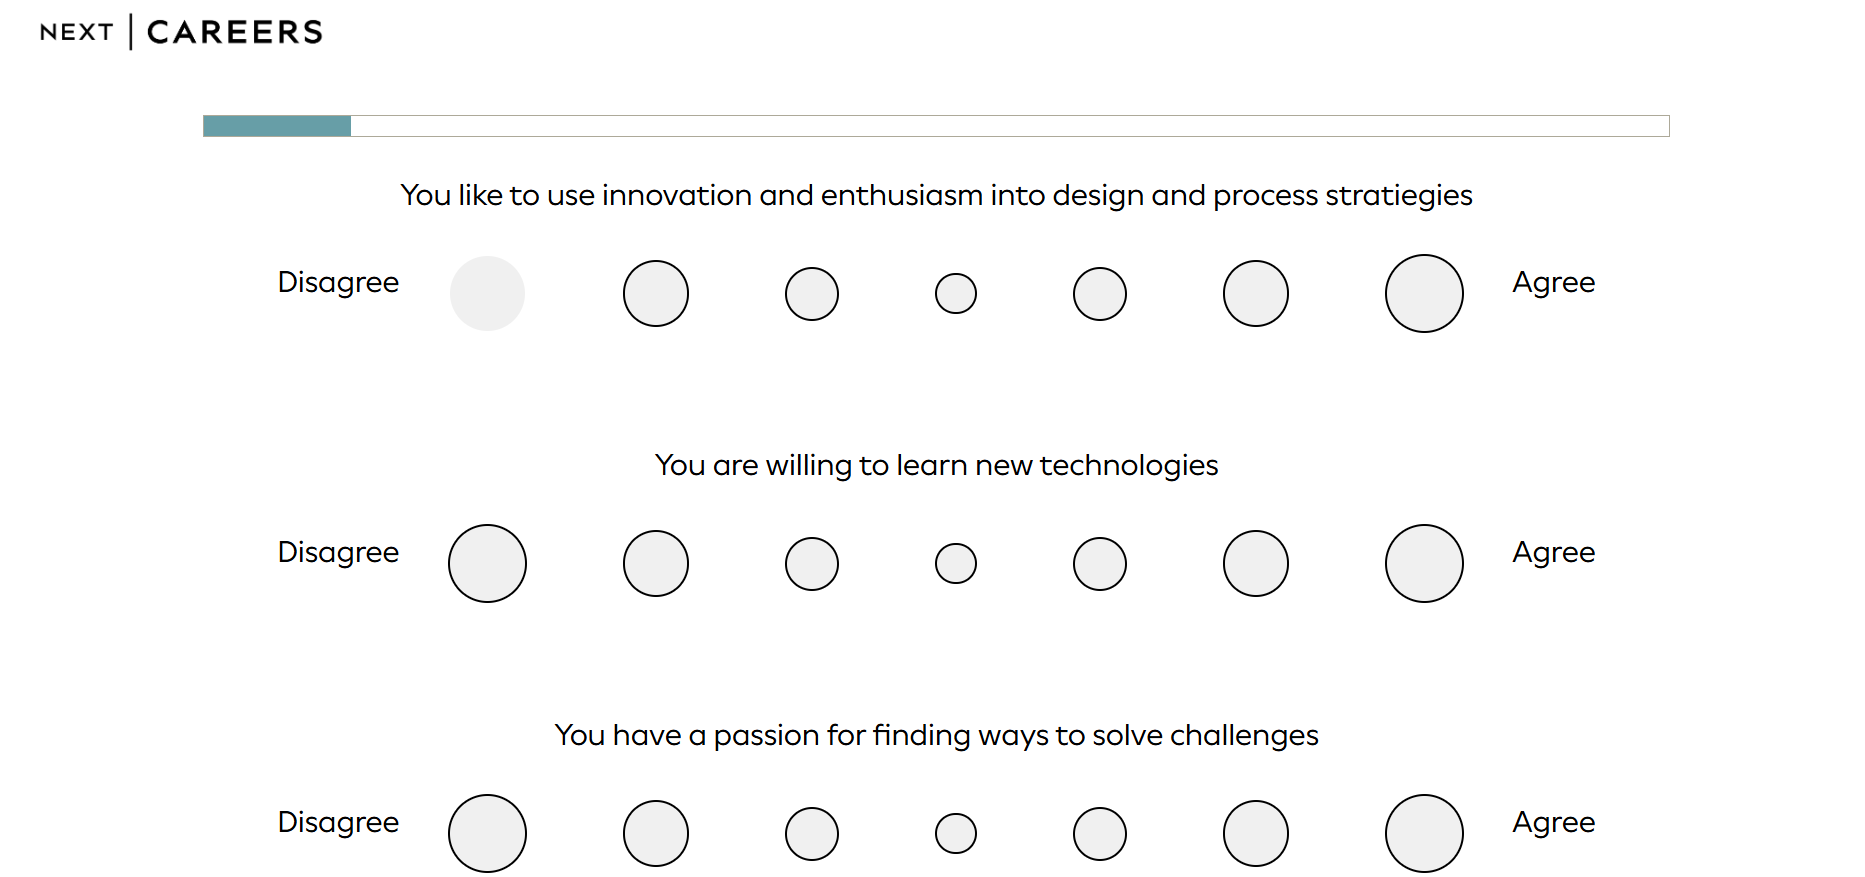 NEXT | CAREERS
You like to use innovation and enthusiasm into design and process stratiegies
Disagree Agree
You are willing to learn new technologies
Disagree Agree
You have a passion for finding ways to solve challenges
Disagree Agree